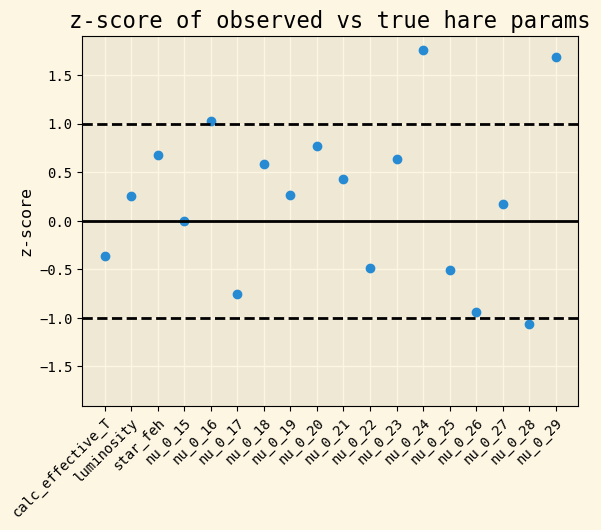 z-score of observed vs true hare params
z-score
1.5
1.0
0.5
0.0
−0.5
−1.0
−1.5
calc_effective_T
luminosity
star_feh
nu_0_15
nu_0_16
nu_0_17
nu_0_18
nu_0_19
nu_0_20
nu_0_21
nu_0_22
nu_0_23
nu_0_24
nu_0_25
nu_0_26
nu_0_27
nu_0_28
nu_0_29